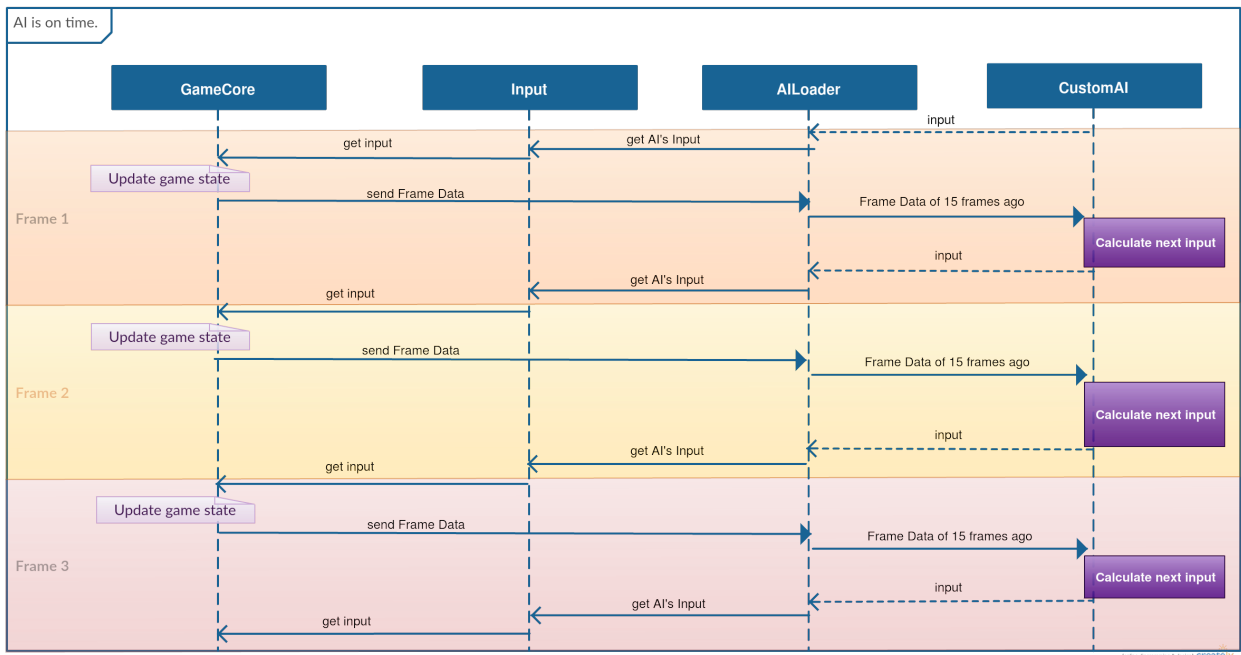 AI is on time.
GameCore
Input
AILoader
CustomAI
input
get AI's Input
get input
Update game state
send Frame Data
Frame Data of 15 frames ago
Frame 1
Calculate next input
input
get AI's Input
get input
Update game state
send Frame Data
Frame Data of 15 frames ago
Frame 2
Calculate next input
input
get AI's Input
get input
Update game state
send Frame Data
Frame Data of 15 frames ago
Frame 3
Calculate next input
input
get AI's Input
get input